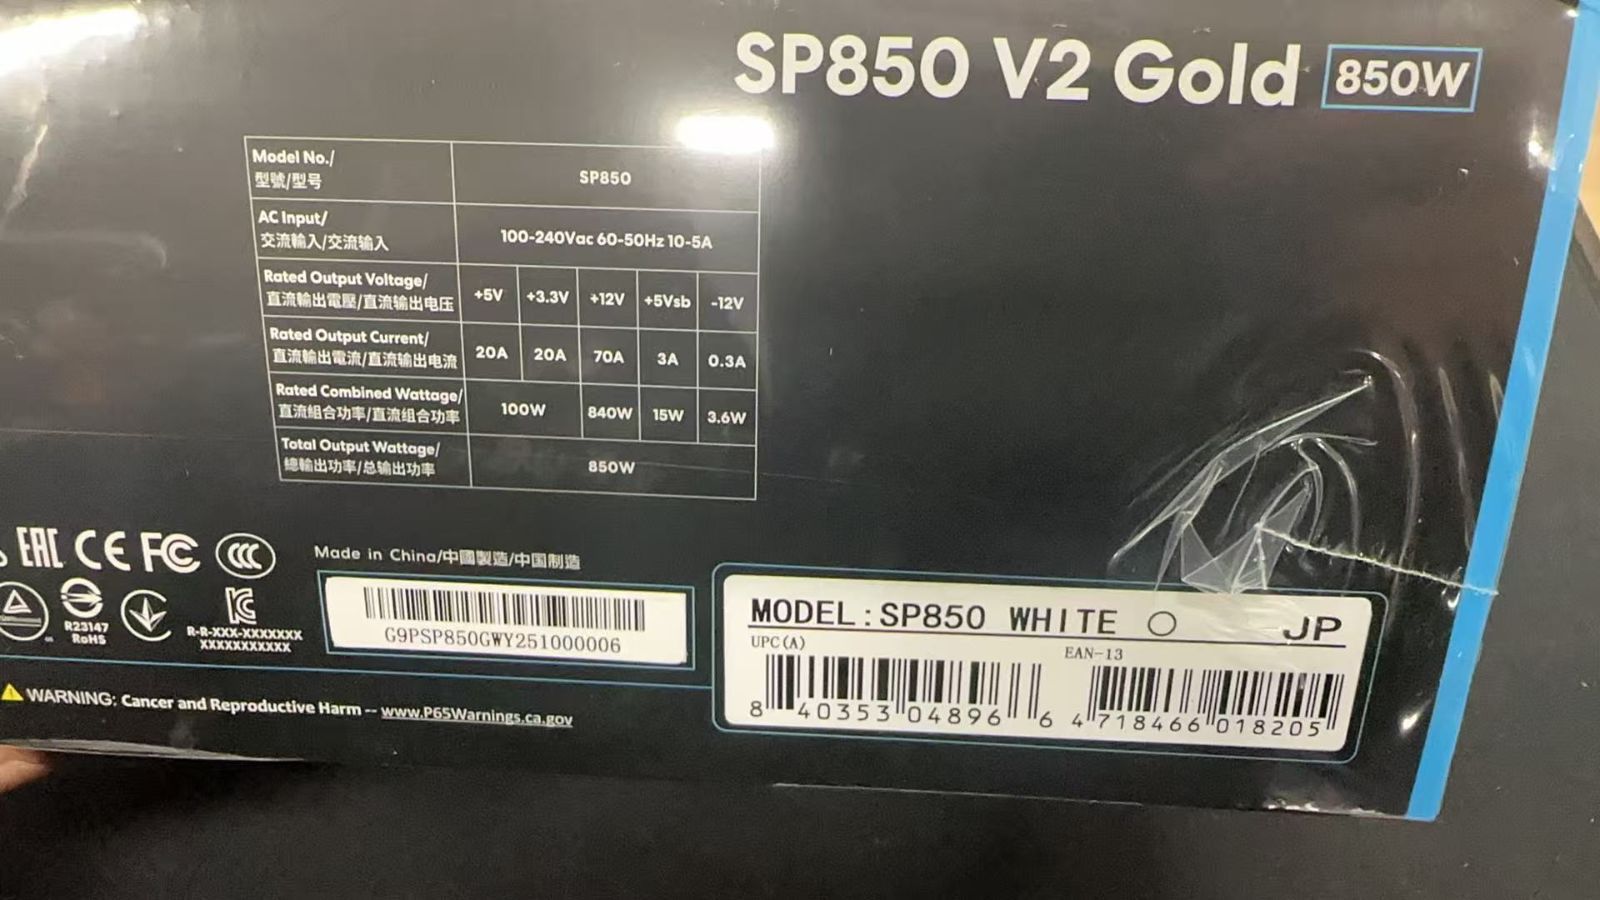 SP850 V2 Gold 850W
Model No./
型號/型号
SP850
AC Input/
交流輸入/交流输入
100-240Vac 60-50Hz 10-5A
Rated Output Voltage/
直流輸出電壓/直流输出电压
+5V +3.3V +12V +5Vsb -12V
Rated Output Current/
直流輸出電流/直流输出电流
20A 20A 70A 3A 0.3A
Rated Combined Wattage/
直流組合功率/直流组合功率
100W 840W 15W 3.6W
Total Output Wattage/
總輸出功率/总输出功率
850W
EAC CE FC CCC
Made in China/中國製造/中国制造
R23147
RoHS
R-R-XXX-XXXXXXX
XXXXXXXXXXX
G9PSP850GWY251000006
MODEL:SP850 WHITE JP
UPC(A)
EAN-13
8 40353 04896 6
4 718466 018205
WARNING: Cancer and Reproductive Harm -- www.P65Warnings.ca.gov